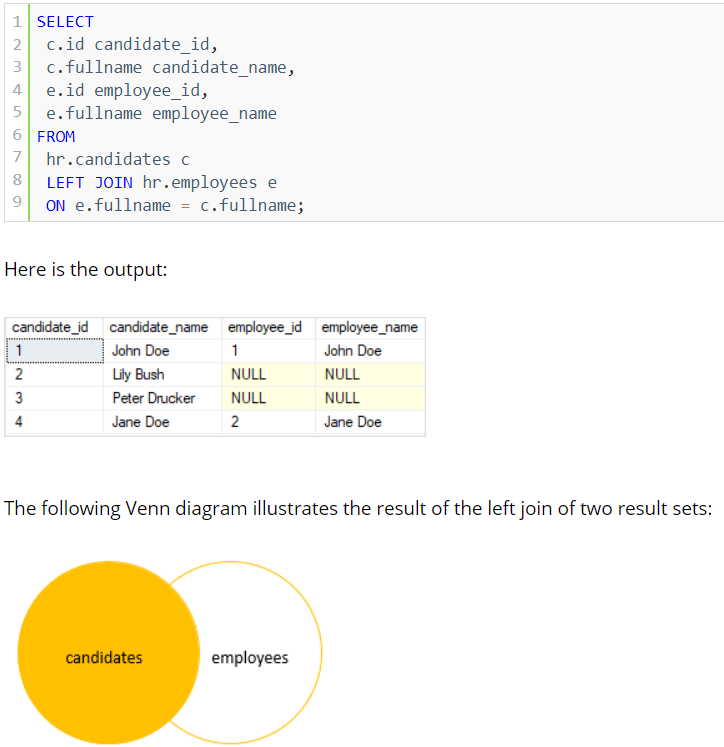 1 SELECT
2 c.id candidate_id,
3 c.fullname candidate_name,
4 e.id employee_id,
5 e.fullname employee_name
6 FROM
7 hr.candidates c
8 LEFT JOIN hr.employees e
9 ON e.fullname = c.fullname;
Here is the output:
candidate_id candidate_name employee_id employee_name
1 John Doe 1 John Doe
2 Lily Bush NULL NULL
3 Peter Drucker NULL NULL
4 Jane Doe 2 Jane Doe
The following Venn diagram illustrates the result of the left join of two result sets:
candidates employees